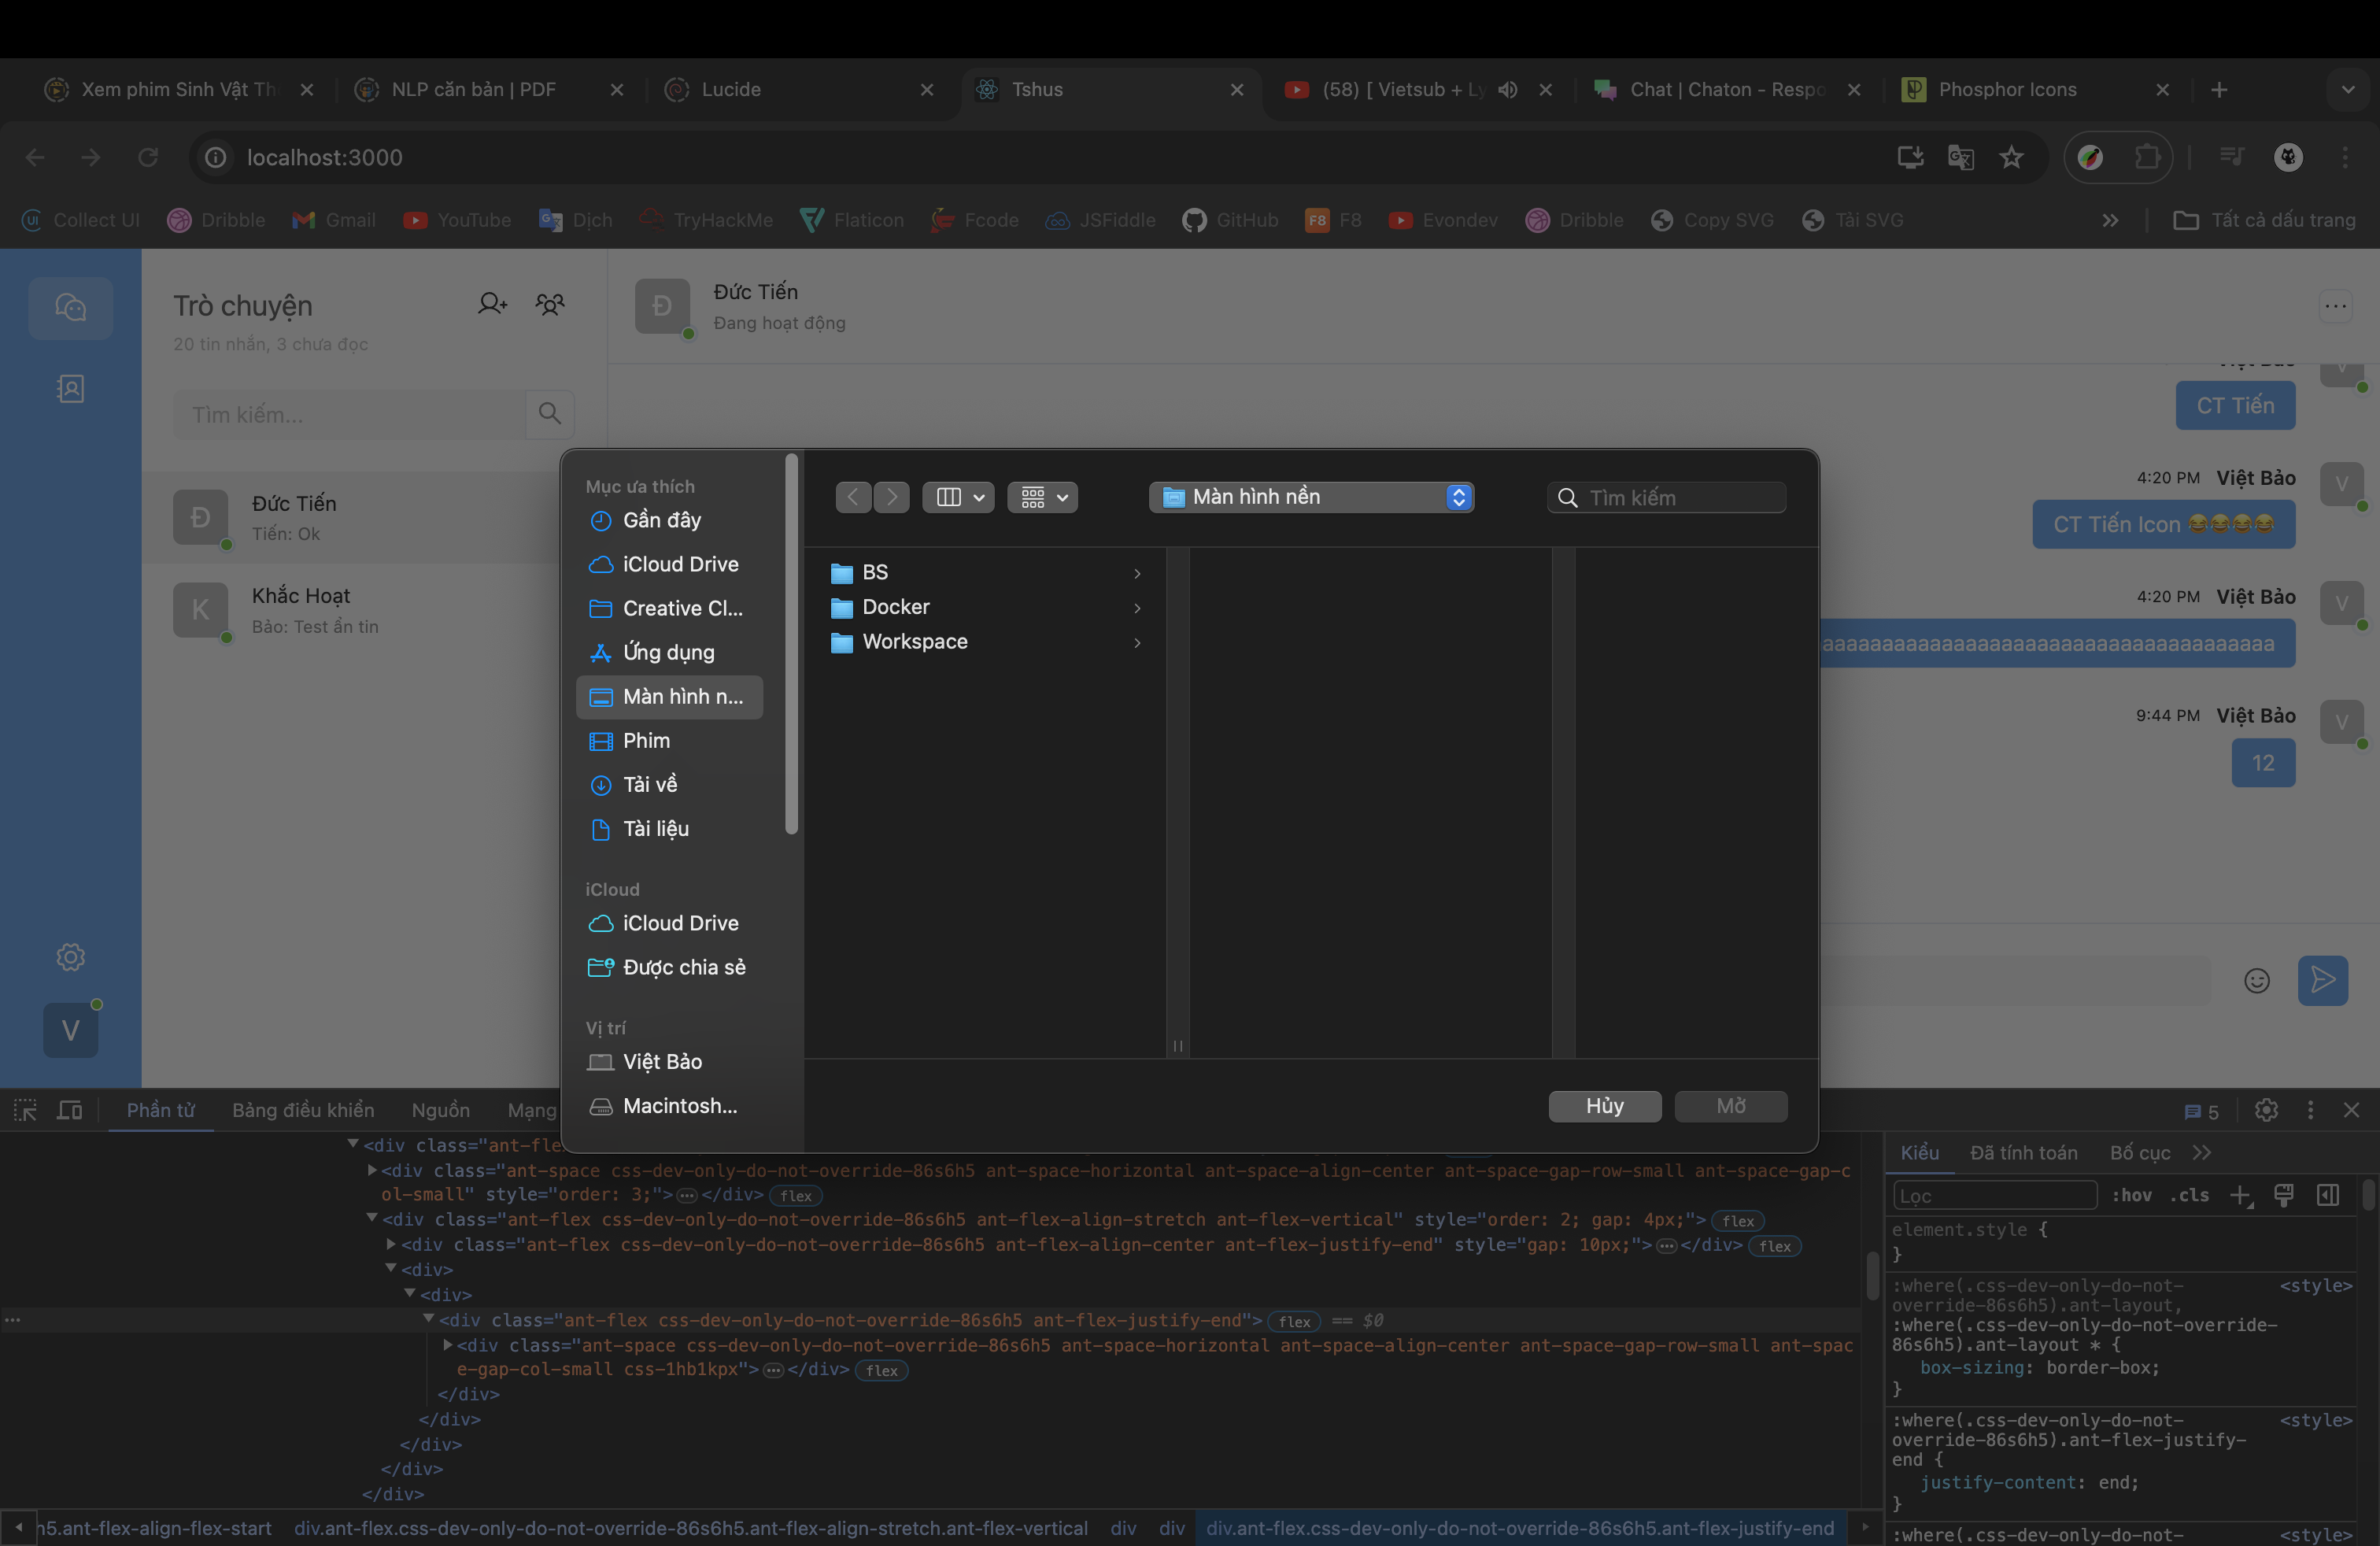 Xem phim Sinh Vật Th
NLP căn bản | PDF
Lucide
Tshus
(58) [ Vietsub + Ly
Chat | Chaton - Respo
Phosphor Icons
localhost:3000
Collect UI
Dribble
Gmail
YouTube
Dịch
TryHackMe
Flaticon
Fcode
JSFiddle
GitHub
F8
F8
Evondev
Dribble
Copy SVG
Tải SVG
Tất cả dấu trang
Trò chuyện
20 tin nhắn, 3 chưa đọc
Tìm kiếm...
Đ
Đức Tiến
Tiến: Ok
K
Khắc Hoạt
Bảo: Test ẩn tin
V
Đ
Đức Tiến
Đang hoạt động
Việt Bảo
V
CT Tiến
4:20 PM Việt Bảo
V
CT Tiến Icon 😂😂😂😂
4:20 PM Việt Bảo
V
aaaaaaaaaaaaaaaaaaaaaaaaaaaaaaaaaaaaaa
9:44 PM Việt Bảo
V
12
Mục ưa thích
Gần đây
iCloud Drive
Creative Cl...
Ứng dụng
Màn hình n...
Phim
Tải về
Tài liệu
iCloud
iCloud Drive
Được chia sẻ
Vị trí
Việt Bảo
Macintosh...
Màn hình nền
Tìm kiếm
BS
Docker
Workspace
Hủy
Mở
Phần tử
Bảng điều khiển
Nguồn
Mạng
5
<div class="ant-fle
<div class="ant-space css-dev-only-do-not-override-86s6h5 ant-space-horizontal ant-space-align-center ant-space-gap-row-small ant-space-gap-c
ol-small" style="order: 3;">…</div> flex
<div class="ant-flex css-dev-only-do-not-override-86s6h5 ant-flex-align-stretch ant-flex-vertical" style="order: 2; gap: 4px;"> flex
<div class="ant-flex css-dev-only-do-not-override-86s6h5 ant-flex-align-center ant-flex-justify-end" style="gap: 10px;">…</div> flex
<div>
<div>
<div class="ant-flex css-dev-only-do-not-override-86s6h5 ant-flex-justify-end"> flex == $0
<div class="ant-space css-dev-only-do-not-override-86s6h5 ant-space-horizontal ant-space-align-center ant-space-gap-row-small ant-spac
e-gap-col-small css-1hb1kpx">…</div> flex
</div>
</div>
</div>
</div>
</div>
h5.ant-flex-align-flex-start
div.ant-flex.css-dev-only-do-not-override-86s6h5.ant-flex-align-stretch.ant-flex-vertical
div
div
div.ant-flex.css-dev-only-do-not-override-86s6h5.ant-flex-justify-end
Kiểu
Đã tính toán
Bố cục
Lọc
:hov
.cls
element.style {
}
:where(.css-dev-only-do-not- <style>
override-86s6h5).ant-layout,
:where(.css-dev-only-do-not-override-
86s6h5).ant-layout * {
box-sizing: border-box;
}
:where(.css-dev-only-do-not- <style>
override-86s6h5).ant-flex-justify-
end {
justify-content: end;
}
:where(.css-dev-only-do-not- <style>